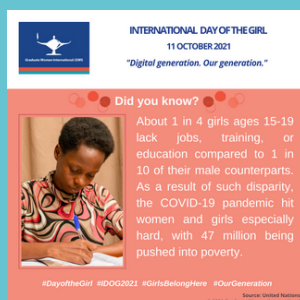 Graduate Women International (GWI)
INTERNATIONAL DAY OF THE GIRL
11 OCTOBER 2021
"Digital generation. Our generation."
Did you know?
About 1 in 4 girls ages 15-19
lack jobs, training, or
education compared to 1 in
10 of their male counterparts.
As a result of such disparity,
the COVID-19 pandemic hit
women and girls especially
hard, with 47 million being
pushed into poverty.
#DayoftheGirl #IDOG2021 #GirlsBelongHere #OurGeneration
Source: United Nations